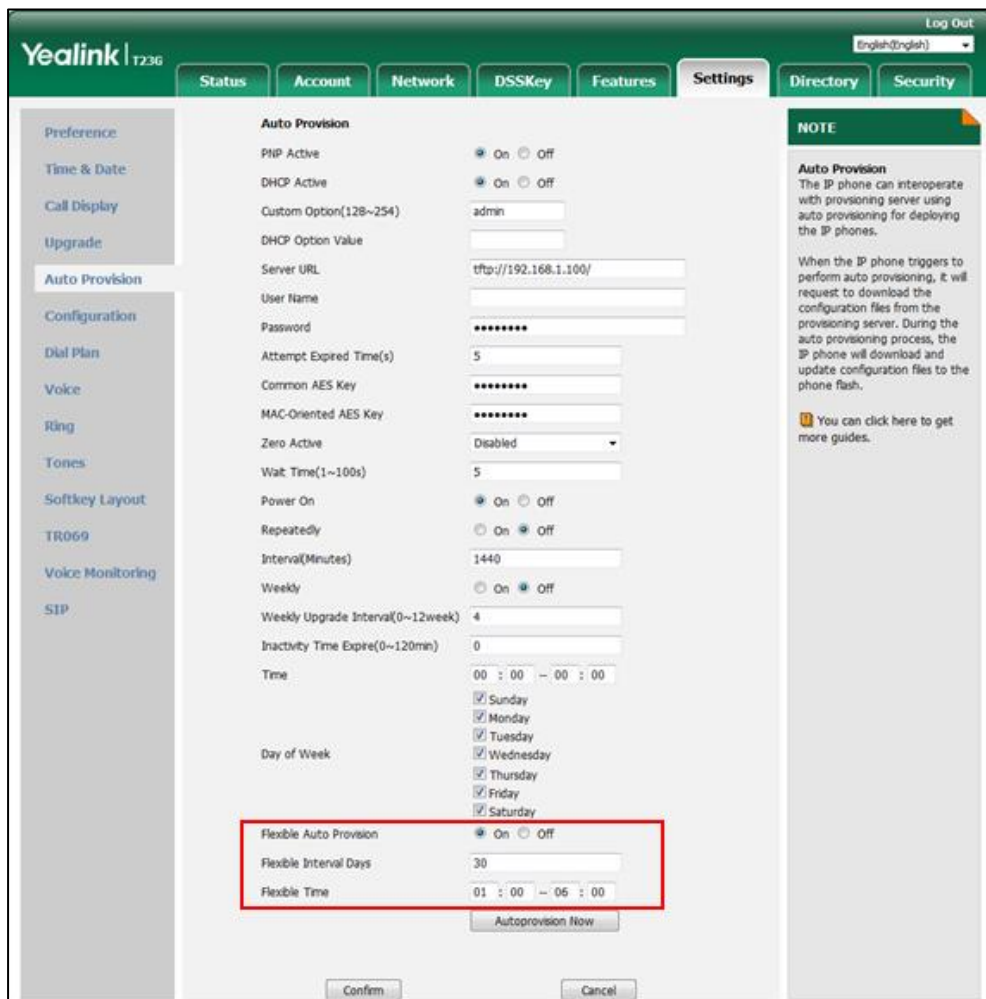 Log Out
English(English)
Yealink | T23G
Status Account Network DSSKey Features Settings Directory Security
Preference
Time & Date
Call Display
Upgrade
Auto Provision
Configuration
Dial Plan
Voice
Ring
Tones
Softkey Layout
TR069
Voice Monitoring
SIP
Auto Provision
PNP Active On Off
DHCP Active On Off
Custom Option(128~254) admin
DHCP Option Value
Server URL tftp://192.168.1.100/
User Name
Password ••••••••
Attempt Expired Time(s) 5
Common AES Key ••••••••
MAC-Oriented AES Key ••••••••
Zero Active Disabled
Wait Time(1~100s) 5
Power On On Off
Repeatedly On Off
Interval(Minutes) 1440
Weekly On Off
Weekly Upgrade Interval(0~12week) 4
Inactivity Time Expire(0~120min) 0
Time 00 : 00 -- 00 : 00
Sunday
Monday
Tuesday
Day of Week Wednesday
Thursday
Friday
Saturday
Flexible Auto Provision On Off
Flexible Interval Days 30
Flexible Time 01 : 00 -- 06 : 00
Autoprovision Now
Confirm Cancel
NOTE
Auto Provision
The IP phone can interoperate
with provisioning server using
auto provisioning for deploying
the IP phones.
When the IP phone triggers to
perform auto provisioning, it will
request to download the
configuration files from the
provisioning server. During the
auto provisioning process, the
IP phone will download and
update configuration files to the
phone flash.
You can click here to get
more guides.